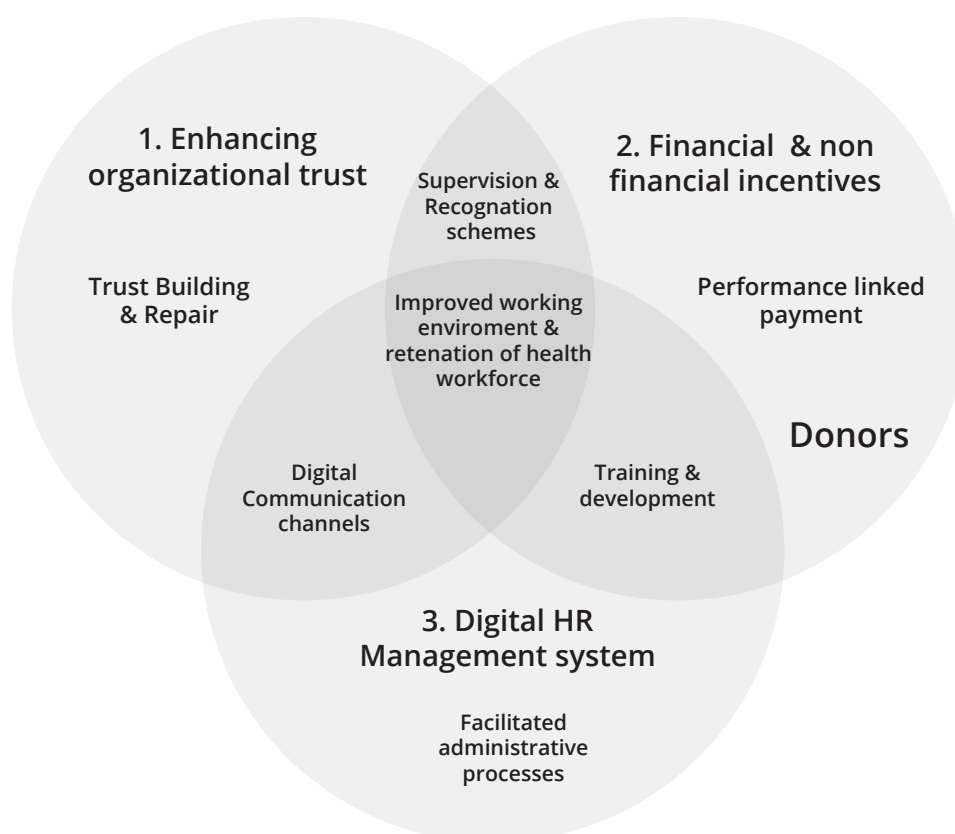 1. Enhancing
organizational trust
2. Financial & non
financial incentives
Supervision &
Recognation
schemes
Trust Building
& Repair
Improved working
enviroment &
retenation of health
workforce
Performance linked
payment
Donors
Digital
Communication
channels
Training &
development
3. Digital HR
Management system
Facilitated
administrative
processes